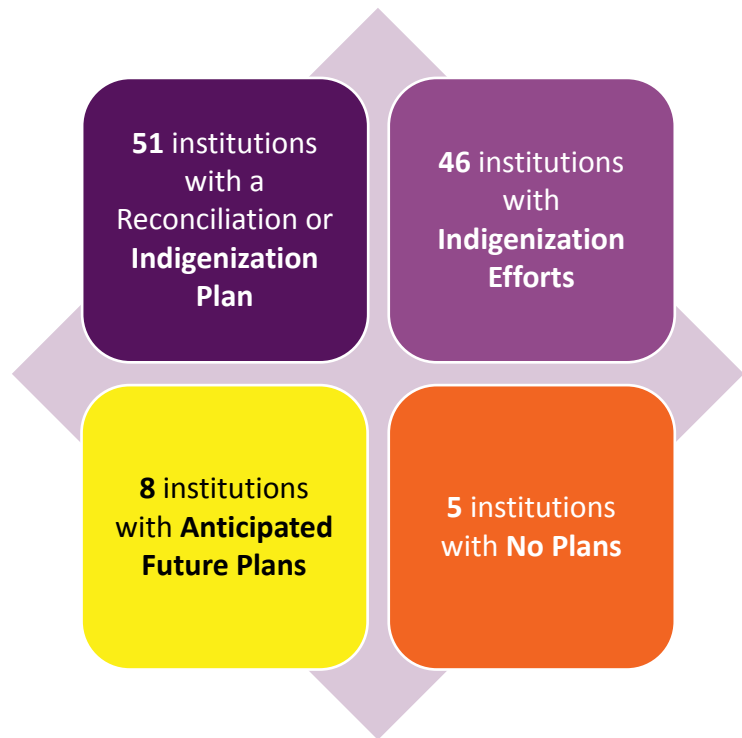 51 institutions
with a
Reconciliation or
Indigenization
Plan
46 institutions
with
Indigenization
Efforts
8 institutions
with Anticipated
Future Plans
5 institutions
with No Plans